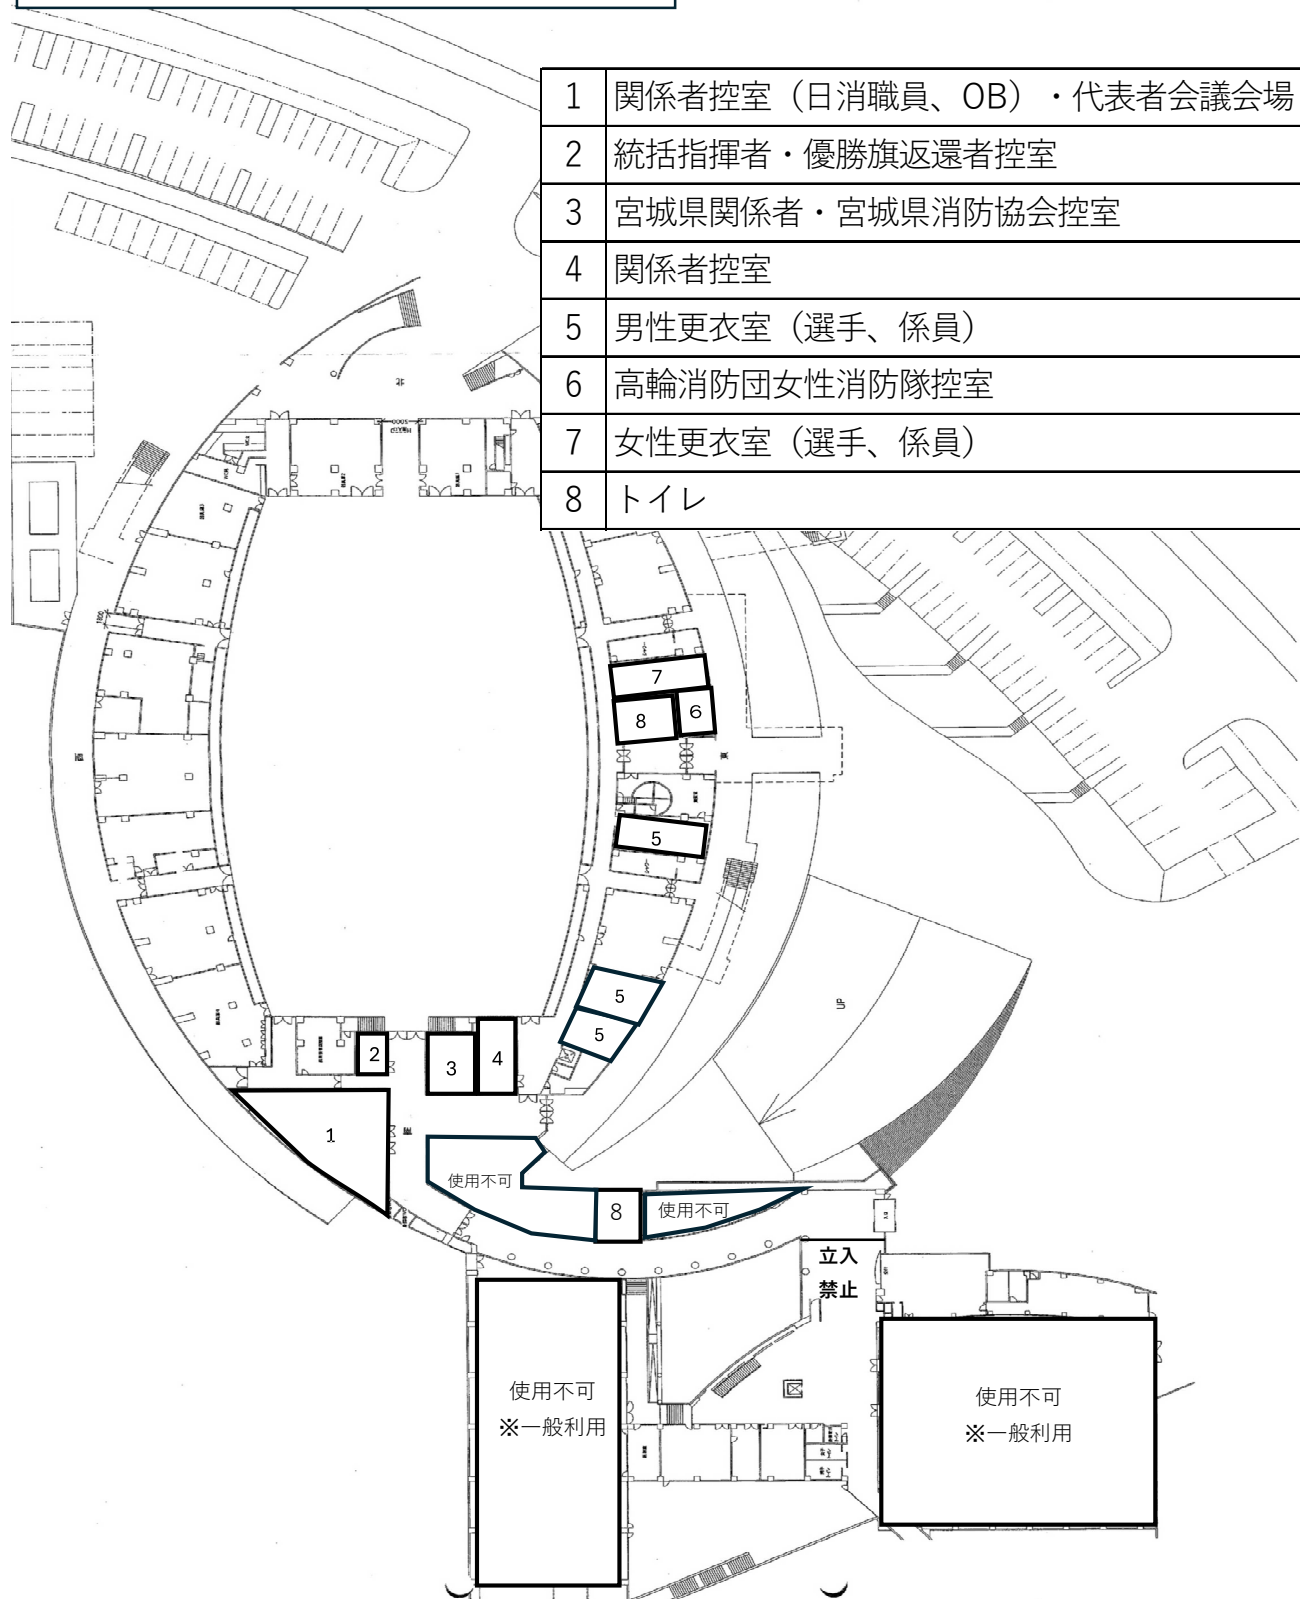 1 関係者控室（日消職員、OB）・代表者会議会場
2 統括指揮者・優勝旗返還者控室
3 宮城県関係者・宮城県消防協会控室
4 関係者控室
5 男性更衣室（選手、係員）
6 高輪消防団女性消防隊控室
7 女性更衣室（選手、係員）
8 トイレ
北
5000
1800
7
8
6
西
東
5
5
5
UP
2
3
4
1
使用不可
8
使用不可
立入
禁止
使用不可
※一般利用
使用不可
※一般利用